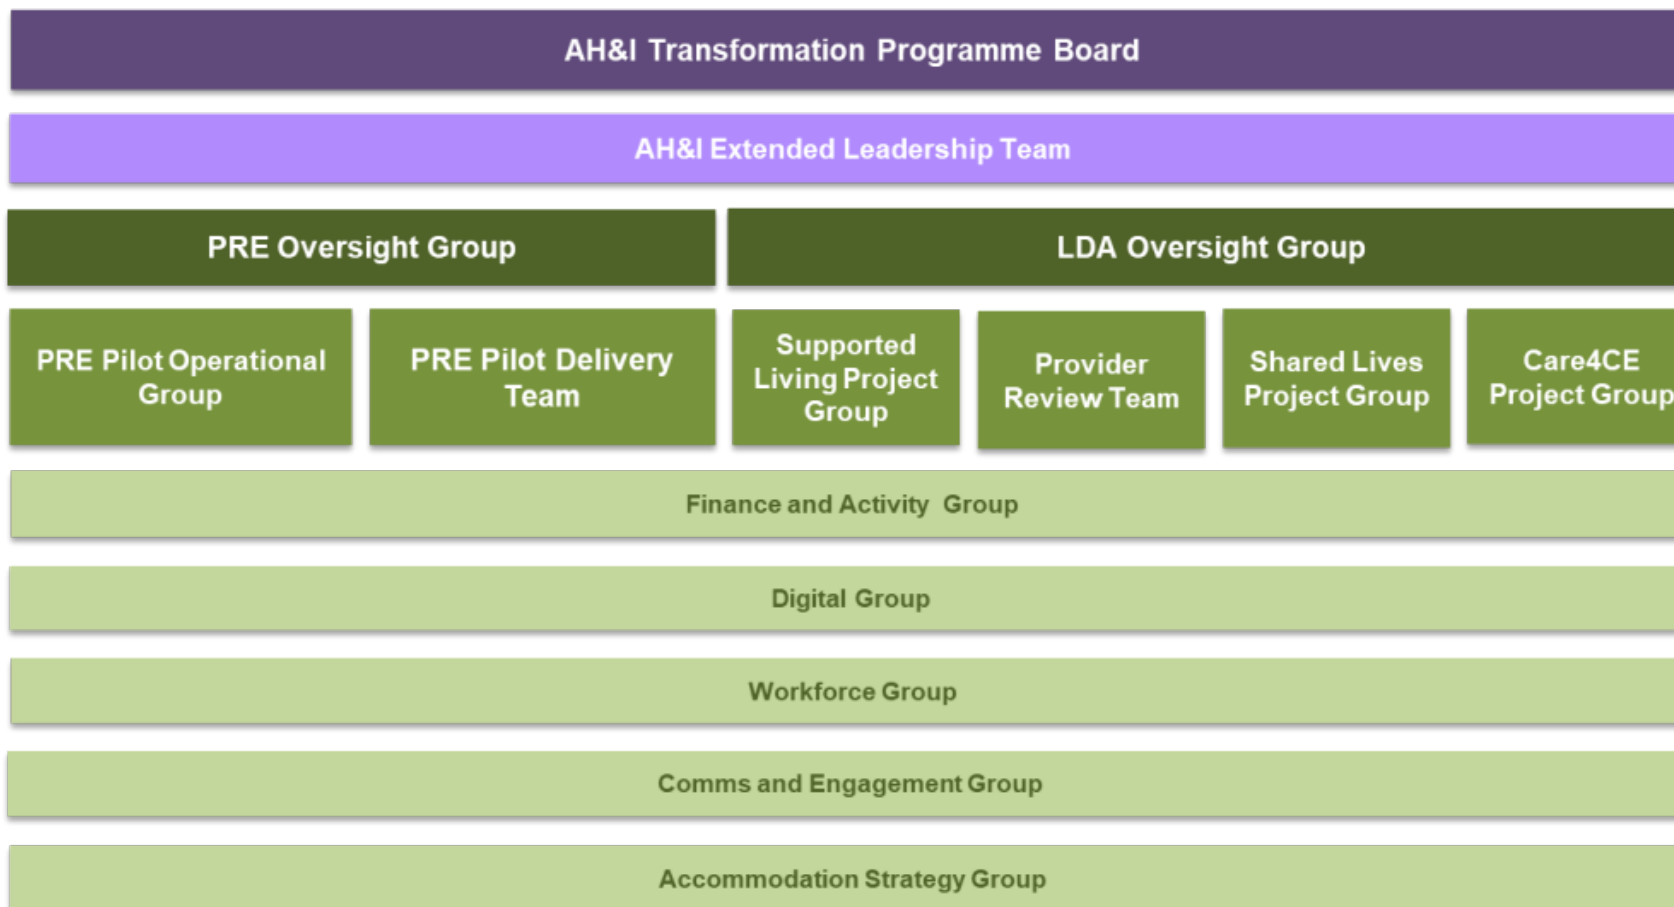 AH&I Transformation Programme Board
AH&I Extended Leadership Team
PRE Oversight Group
LDA Oversight Group
PRE Pilot Operational
Group
PRE Pilot Delivery
Team
Supported
Living Project
Group
Provider
Review Team
Shared Lives
Project Group
Care4CE
Project Group
Finance and Activity Group
Digital Group
Workforce Group
Comms and Engagement Group
Accommodation Strategy Group